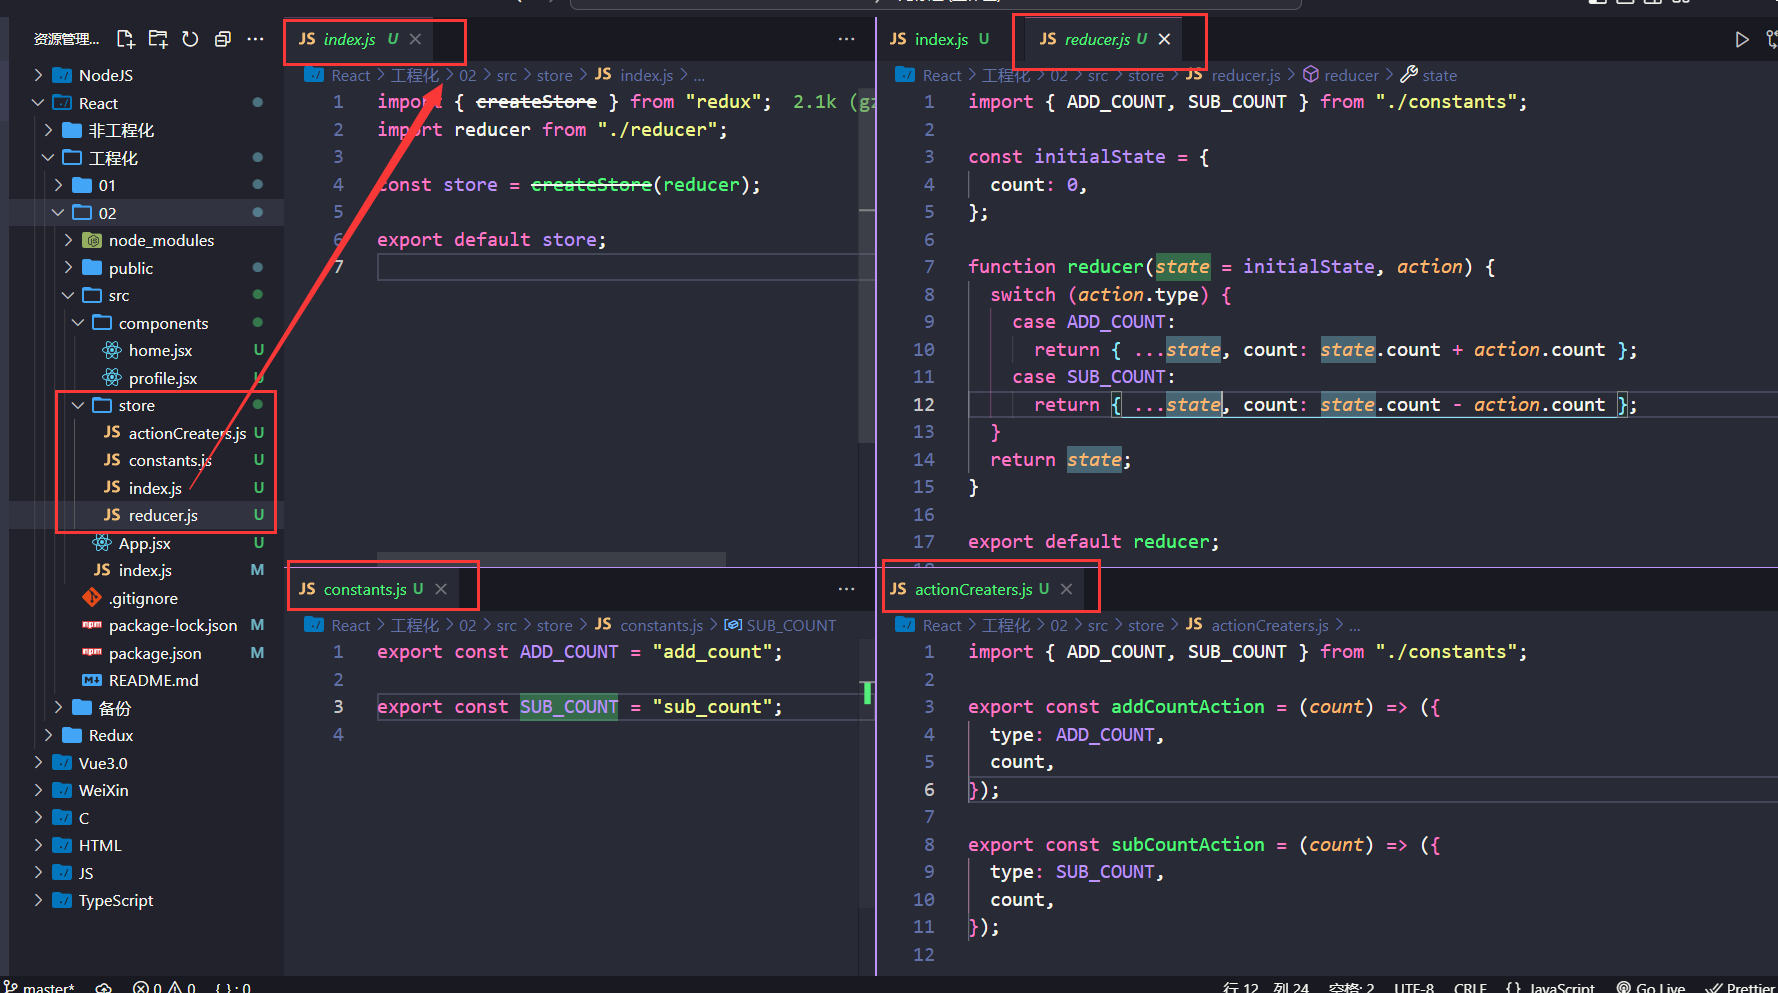 资源管理...
NodeJS
React
非工程化
工程化
01
02
node_modules
public
src
components
home.jsx U
profile.jsx U
store
actionCreaters.js U
constants.js U
index.js U
reducer.js U
App.jsx U
index.js M
.gitignore
package-lock.json M
package.json M
README.md
备份
Redux
Vue3.0
WeiXin
C
HTML
JS
TypeScript
JS index.js U
React > 工程化 > 02 > src > store > JS index.js > ...
1 import { createStore } from "redux"; 2.1k (gz
2 import reducer from "./reducer";
3
4 const store = createStore(reducer);
5
6 export default store;
7
JS index.js U JS reducer.js U
React > 工程化 > 02 > src > store > JS reducer.js > reducer > state
1 import { ADD_COUNT, SUB_COUNT } from "./constants";
2
3 const initialState = {
4 count: 0,
5 };
6
7 function reducer(state = initialState, action) {
8 switch (action.type) {
9 case ADD_COUNT:
10 return { ...state, count: state.count + action.count };
11 case SUB_COUNT:
12 return { ...state, count: state.count - action.count };
13 }
14 return state;
15 }
16
17 export default reducer;
JS constants.js U
React > 工程化 > 02 > src > store > JS constants.js > SUB_COUNT
1 export const ADD_COUNT = "add_count";
2
3 export const SUB_COUNT = "sub_count";
4
JS actionCreaters.js U
React > 工程化 > 02 > src > store > JS actionCreaters.js > ...
1 import { ADD_COUNT, SUB_COUNT } from "./constants";
2
3 export const addCountAction = (count) => ({
4 type: ADD_COUNT,
5 count,
6 });
7
8 export const subCountAction = (count) => ({
9 type: SUB_COUNT,
10 count,
11 });
12
master* 0 0 { } : 0 行 12, 列 24 空格: 2 UTF-8 CRLF {} JavaScript Go Live Prettier